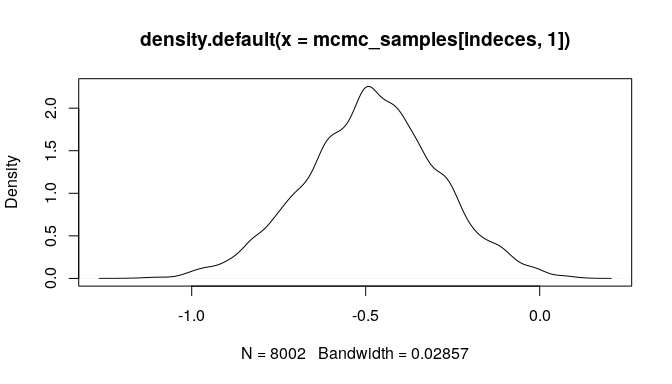 density.default(x = mcmc_samples[indeces, 1])
Density
2.0
1.5
1.0
0.5
0.0
-1.0 -0.5 0.0
N = 8002 Bandwidth = 0.02857